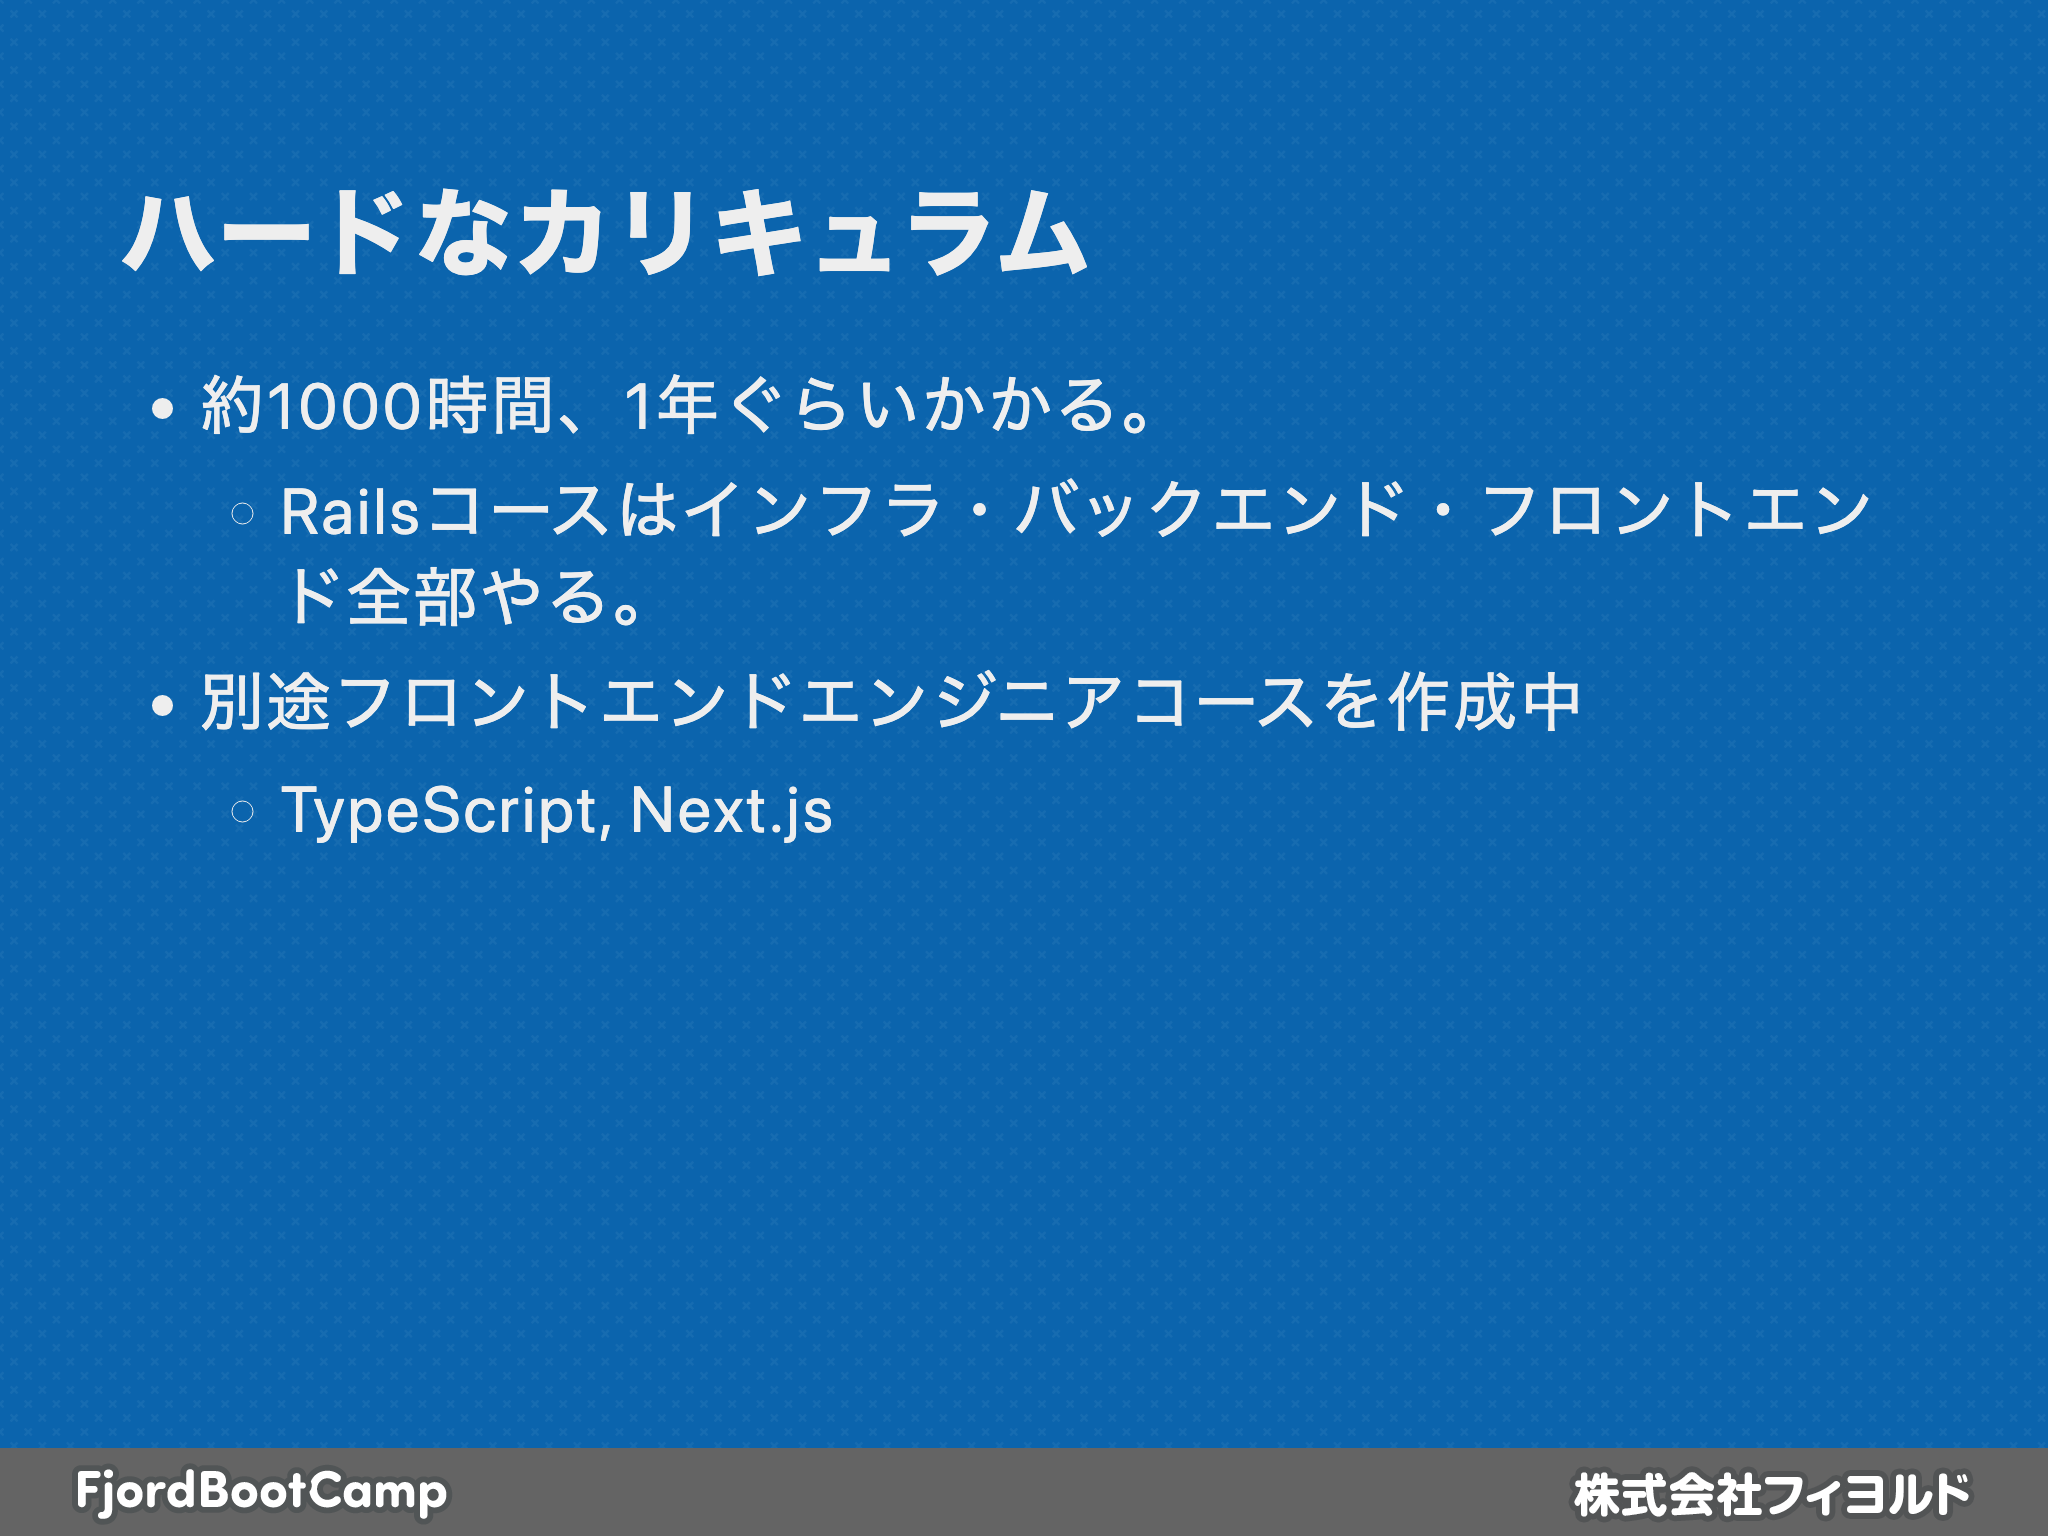 ハードなカリキュラム
• 約1000時間、1年ぐらいかかる。
◦ Railsコースはインフラ・バックエンド・フロントエン
ド全部やる。
• 別途フロントエンドエンジニアコースを作成中
◦ TypeScript, Next.js
FjordBootCamp
株式会社フィヨルド